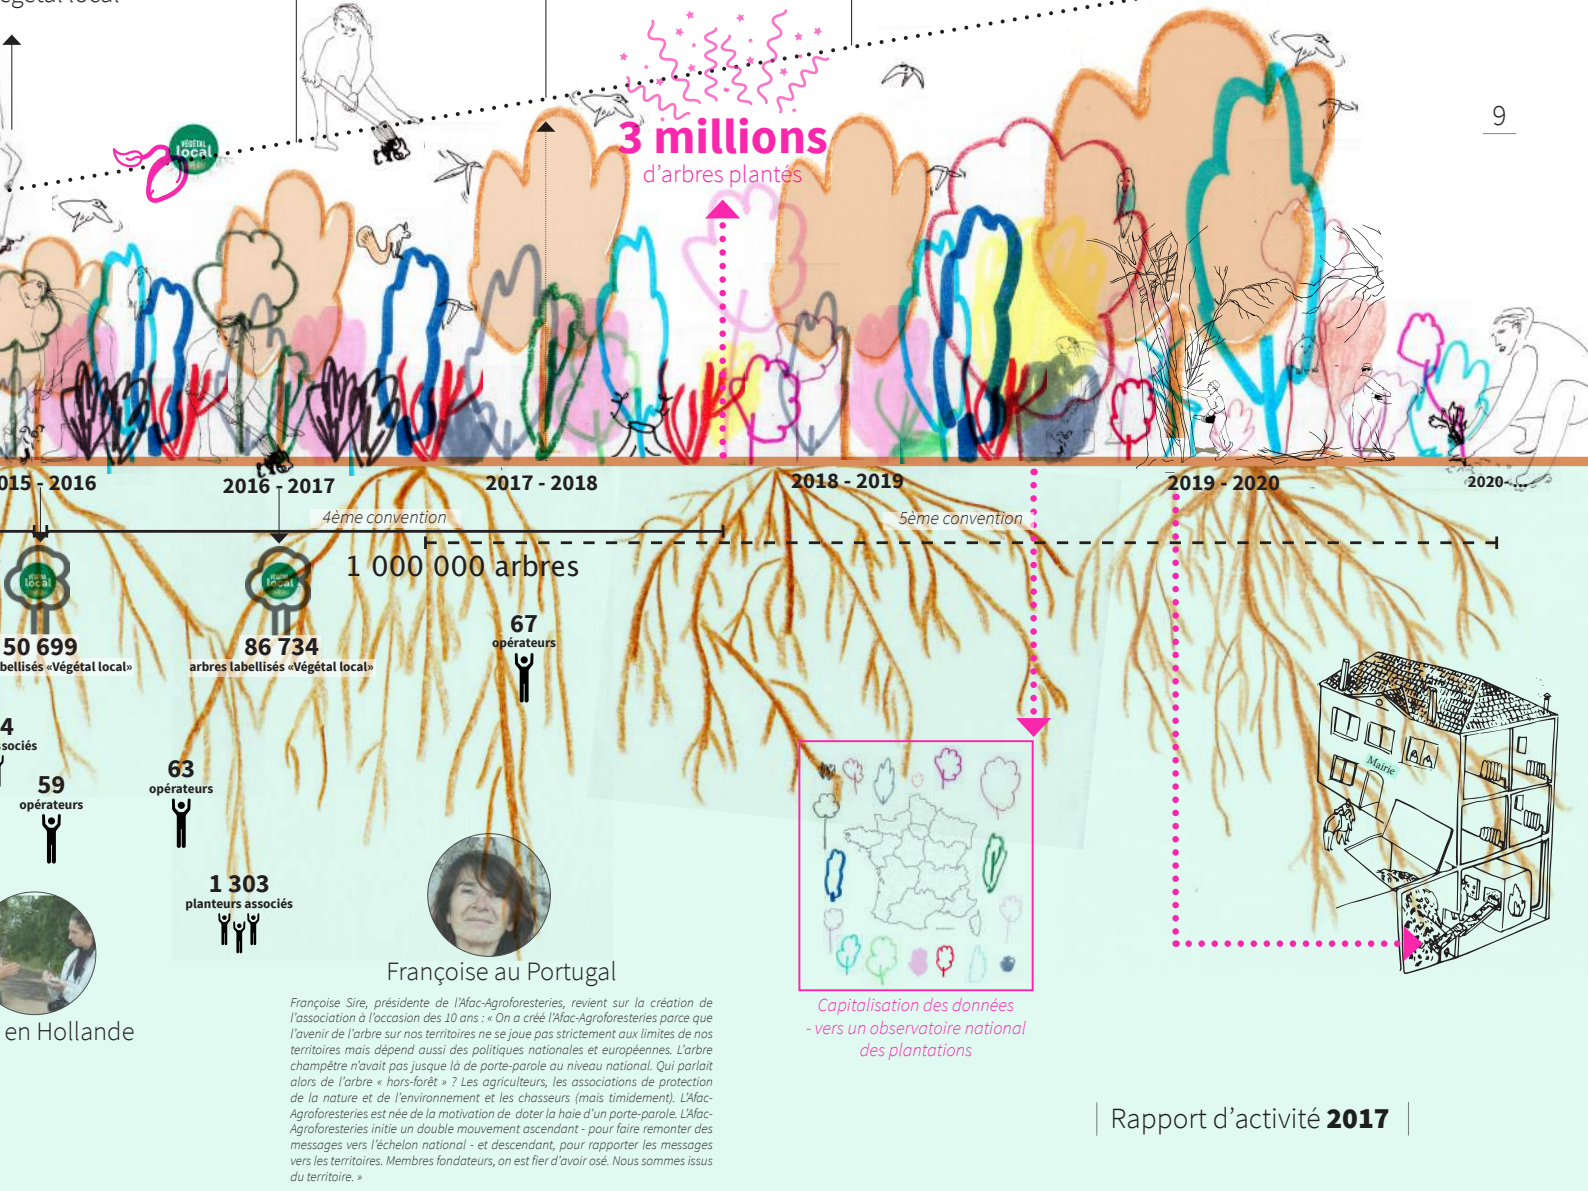 végétal local
9
VÉGÉTAL
local
3 millions
d'arbres plantés
015 - 2016
2016 - 2017
2017 - 2018
2018 - 2019
2019 - 2020
2020-...
4ème convention
5ème convention
1 000 000 arbres
VÉGÉTAL
local
VÉGÉTAL
local
50 699
bellisés «Végétal local»
86 734
arbres labellisés «Végétal local»
67
opérateurs
4
sociés
59
opérateurs
63
opérateurs
1 303
planteurs associés
Mairie
en Hollande
Françoise au Portugal
Françoise Sire, présidente de l'Afac-Agroforesteries, revient sur la création de
l'association à l'occasion des 10 ans : « On a créé l'Afac-Agroforesteries parce que
l'avenir de l'arbre sur nos territoires ne se joue pas strictement aux limites de nos
territoires mais dépend aussi des politiques nationales et européennes. L'arbre
champêtre n'avait pas jusque là de porte-parole au niveau national. Qui parlait
alors de l'arbre « hors-forêt » ? Les agriculteurs, les associations de protection
de la nature et de l'environnement et les chasseurs (mais timidement). L'Afac-
Agroforesteries est née de la motivation de doter la haie d'un porte-parole. L'Afac-
Agroforesteries initie un double mouvement ascendant - pour faire remonter des
messages vers l'échelon national - et descendant, pour rapporter les messages
vers les territoires. Membres fondateurs, on est fier d'avoir osé. Nous sommes issus
du territoire. »
Capitalisation des données
- vers un observatoire national
des plantations
Rapport d'activité 2017